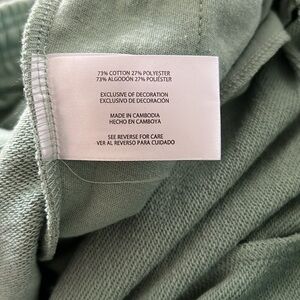 73% COTTON 27% POLYESTER
73% ALGODÓN 27% POLIÉSTER
EXCLUSIVE OF DECORATION
EXCLUSIVO DE DECORACIÓN
MADE IN CAMBODIA
HECHO EN CAMBOYA
SEE REVERSE FOR CARE
VER AL REVERSO PARA CUIDADO